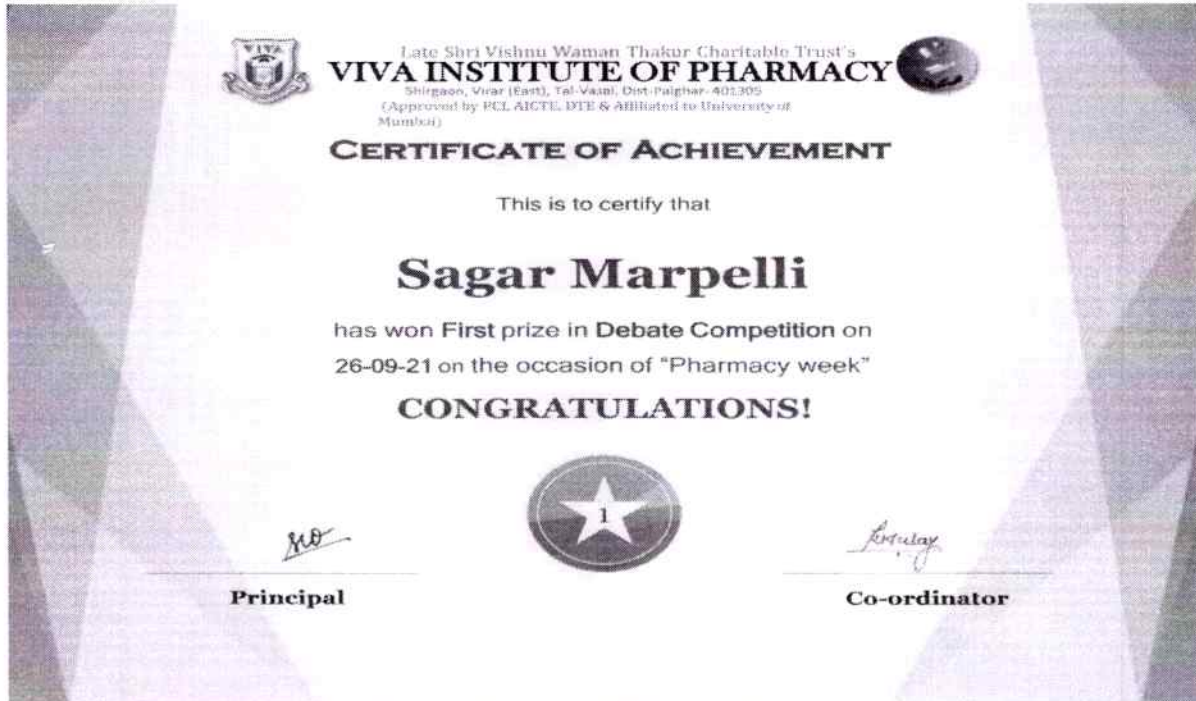 VIVA
Late Shri Vishnu Waman Thakur Charitable Trust's
VIVA INSTITUTE OF PHARMACY
Shirgaon, Virar (East), Tal-Vasai, Dist-Palghar- 401305
(Approved by PCI, AICTE, DTE & Affiliated to University of
Mumbai)
CERTIFICATE OF ACHIEVEMENT
This is to certify that
Sagar Marpelli
has won First prize in Debate Competition on
26-09-21 on the occasion of “Pharmacy week”
CONGRATULATIONS!
1
Principal
Co-ordinator